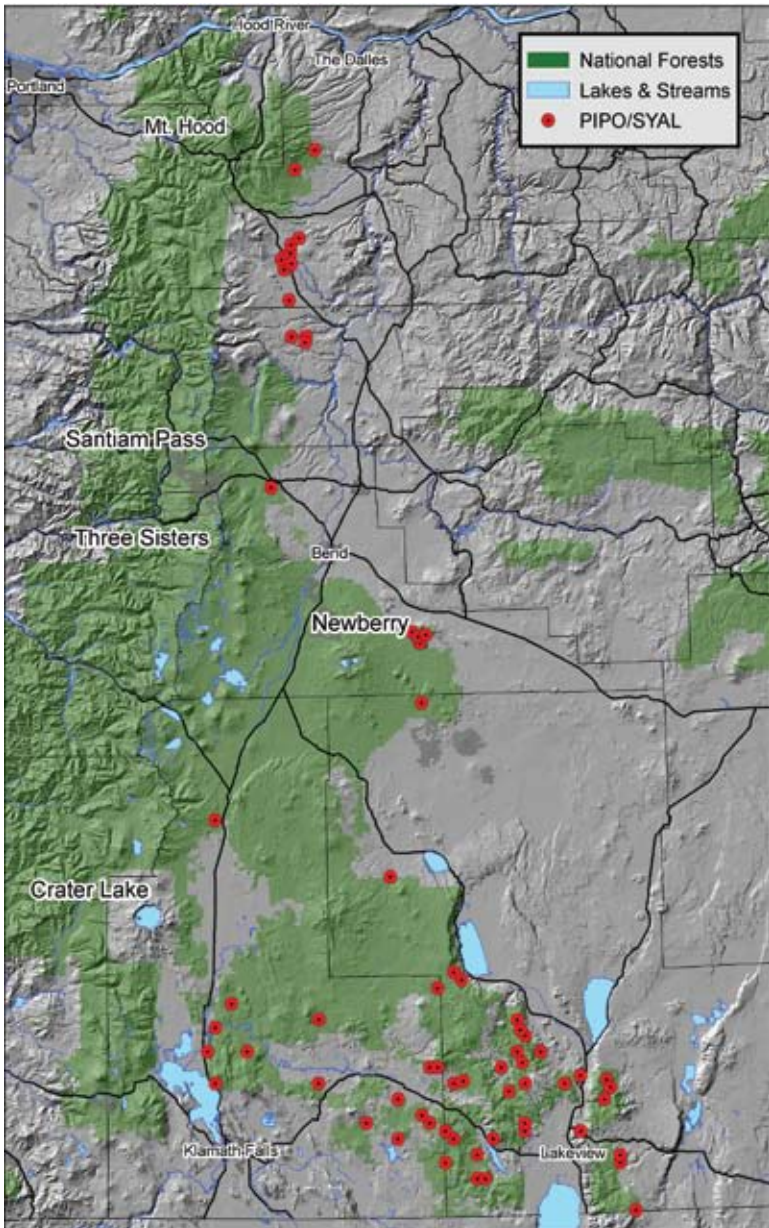 Hood River
The Dalles
Portland
Mt. Hood
National Forests
Lakes & Streams
PIPO/SYAL
Santiam Pass
Three Sisters
Bend
Newberry
Crater Lake
Klamath Falls
Lakeview